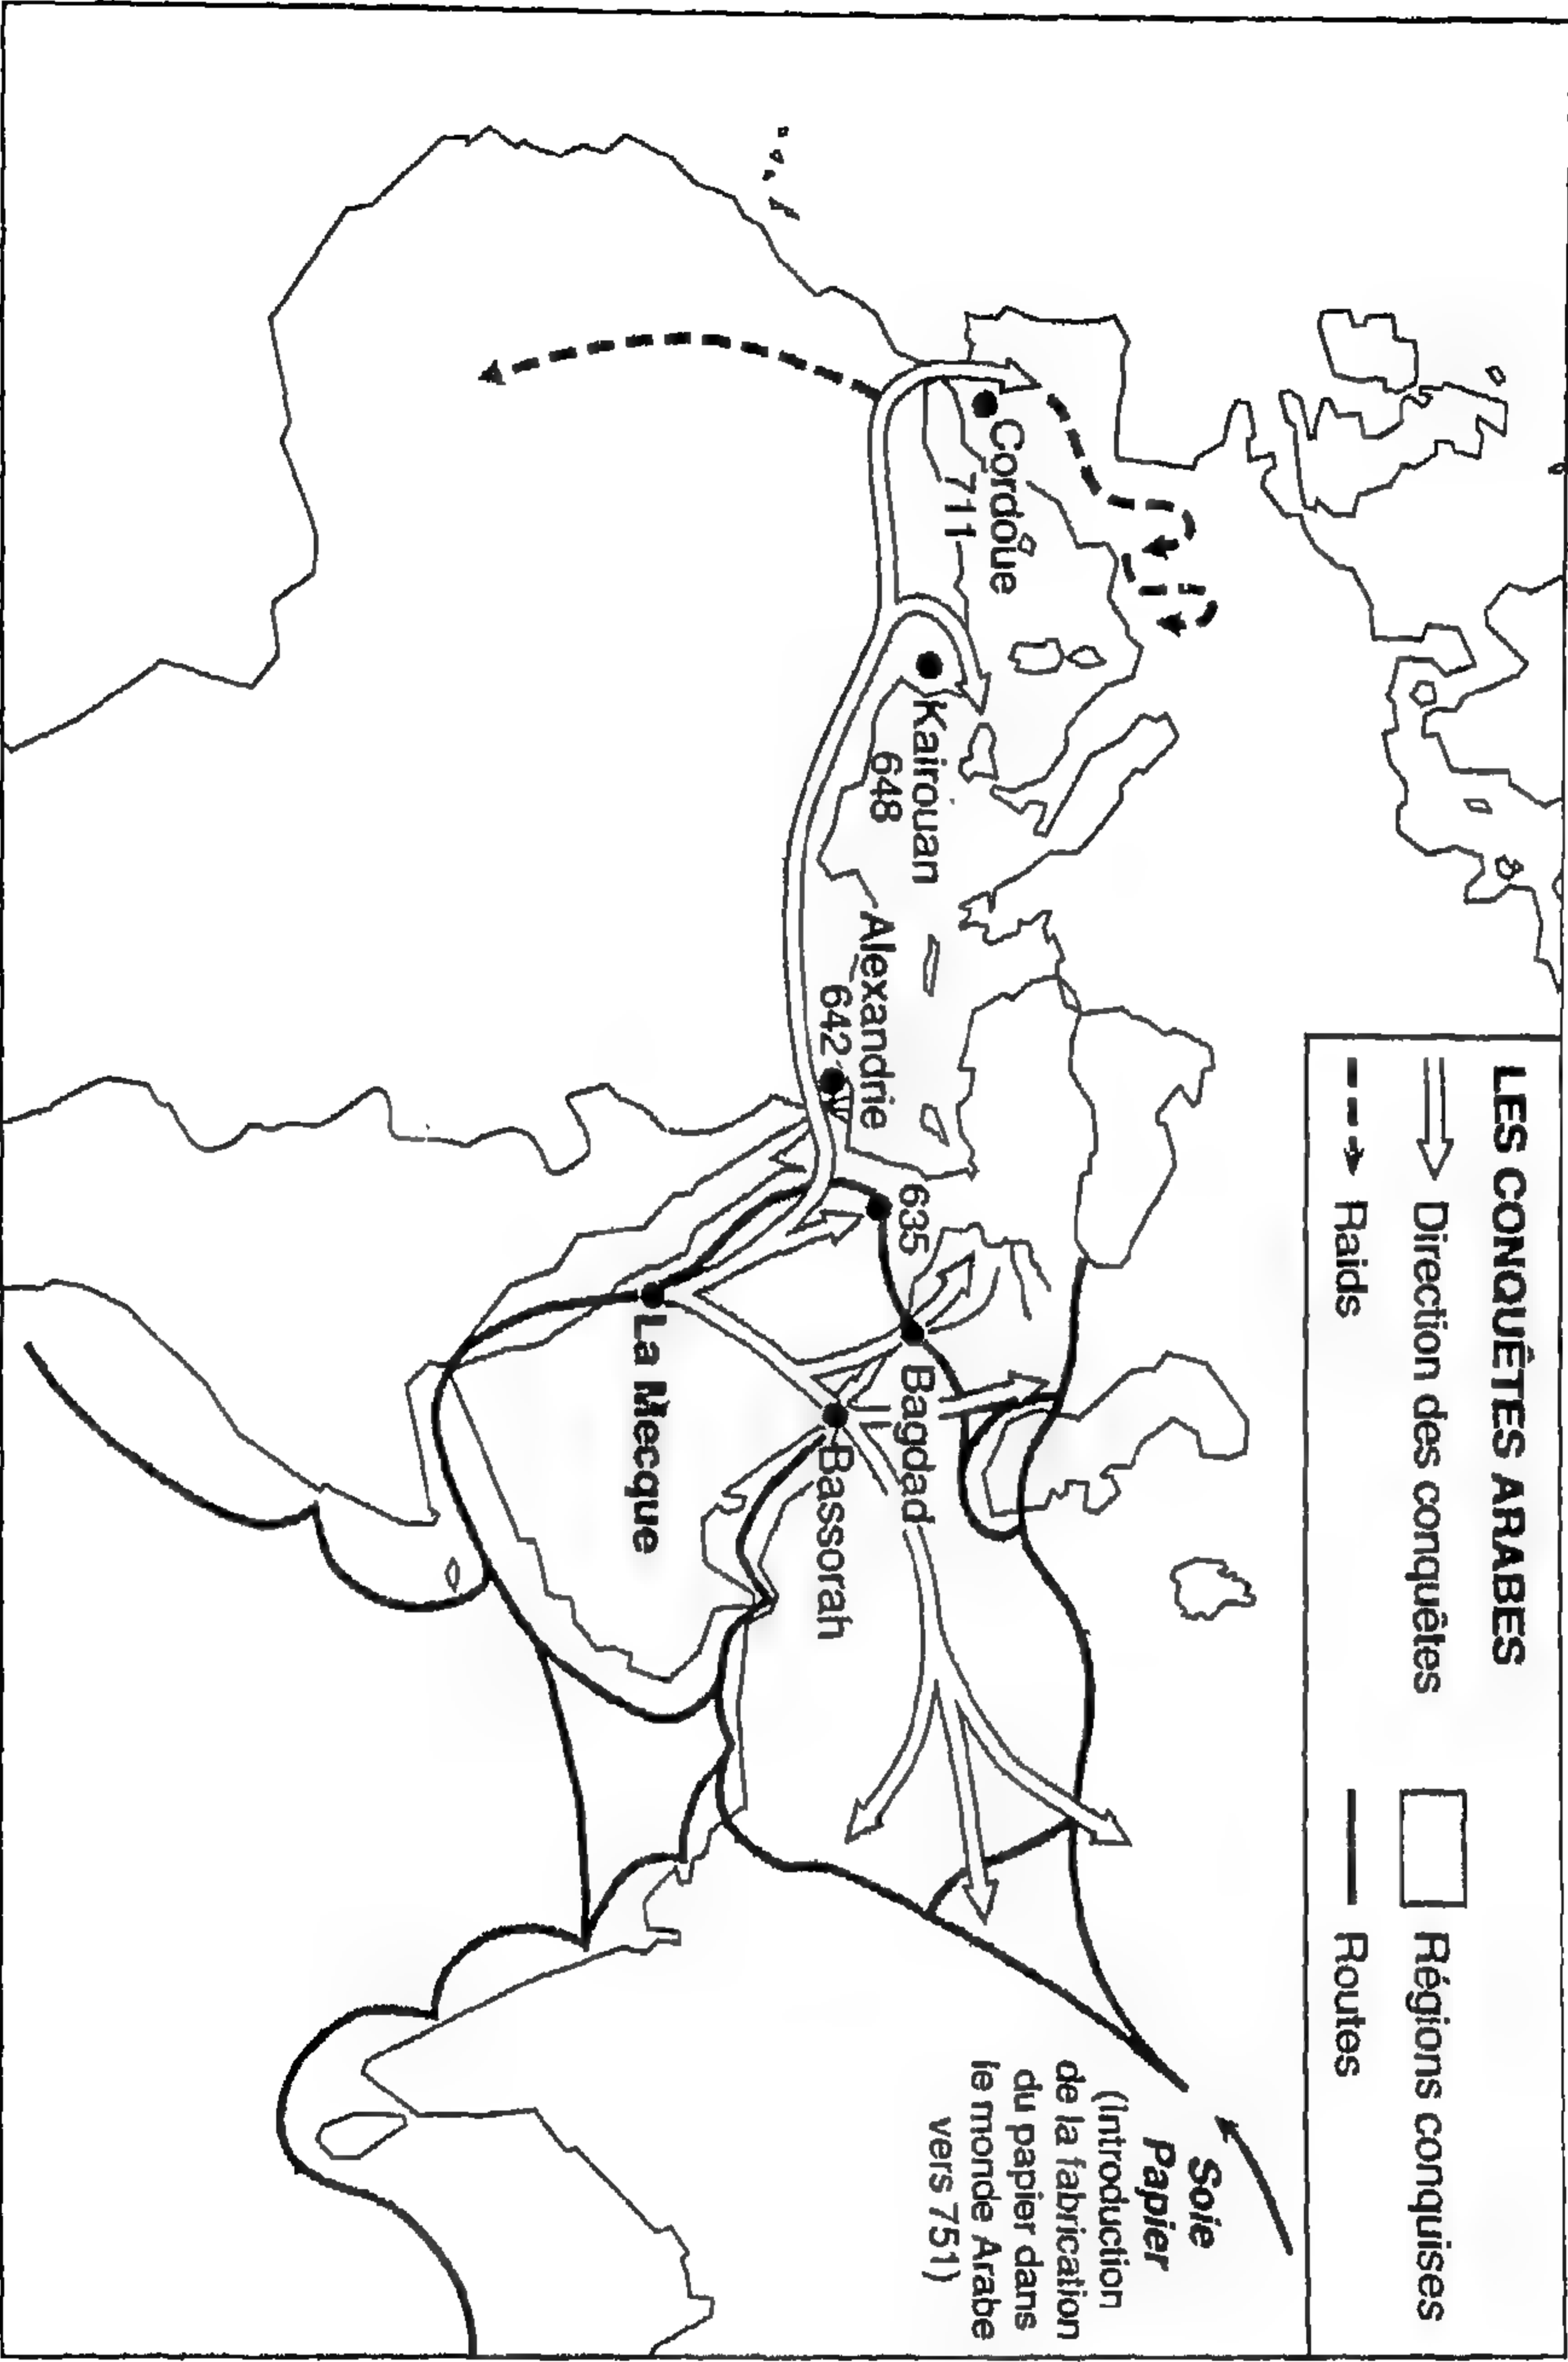 LES CONQUÊTES ARABES
Direction des conquêtes
Raids
Régions conquises
Routes
Cordoue
711
Kairouan
648
Alexandrie
642
635
Bagdad
Bassorah
La Mecque
Soie
Papier
(Introduction
de la fabrication
du papier dans
le monde Arabe
vers 751)